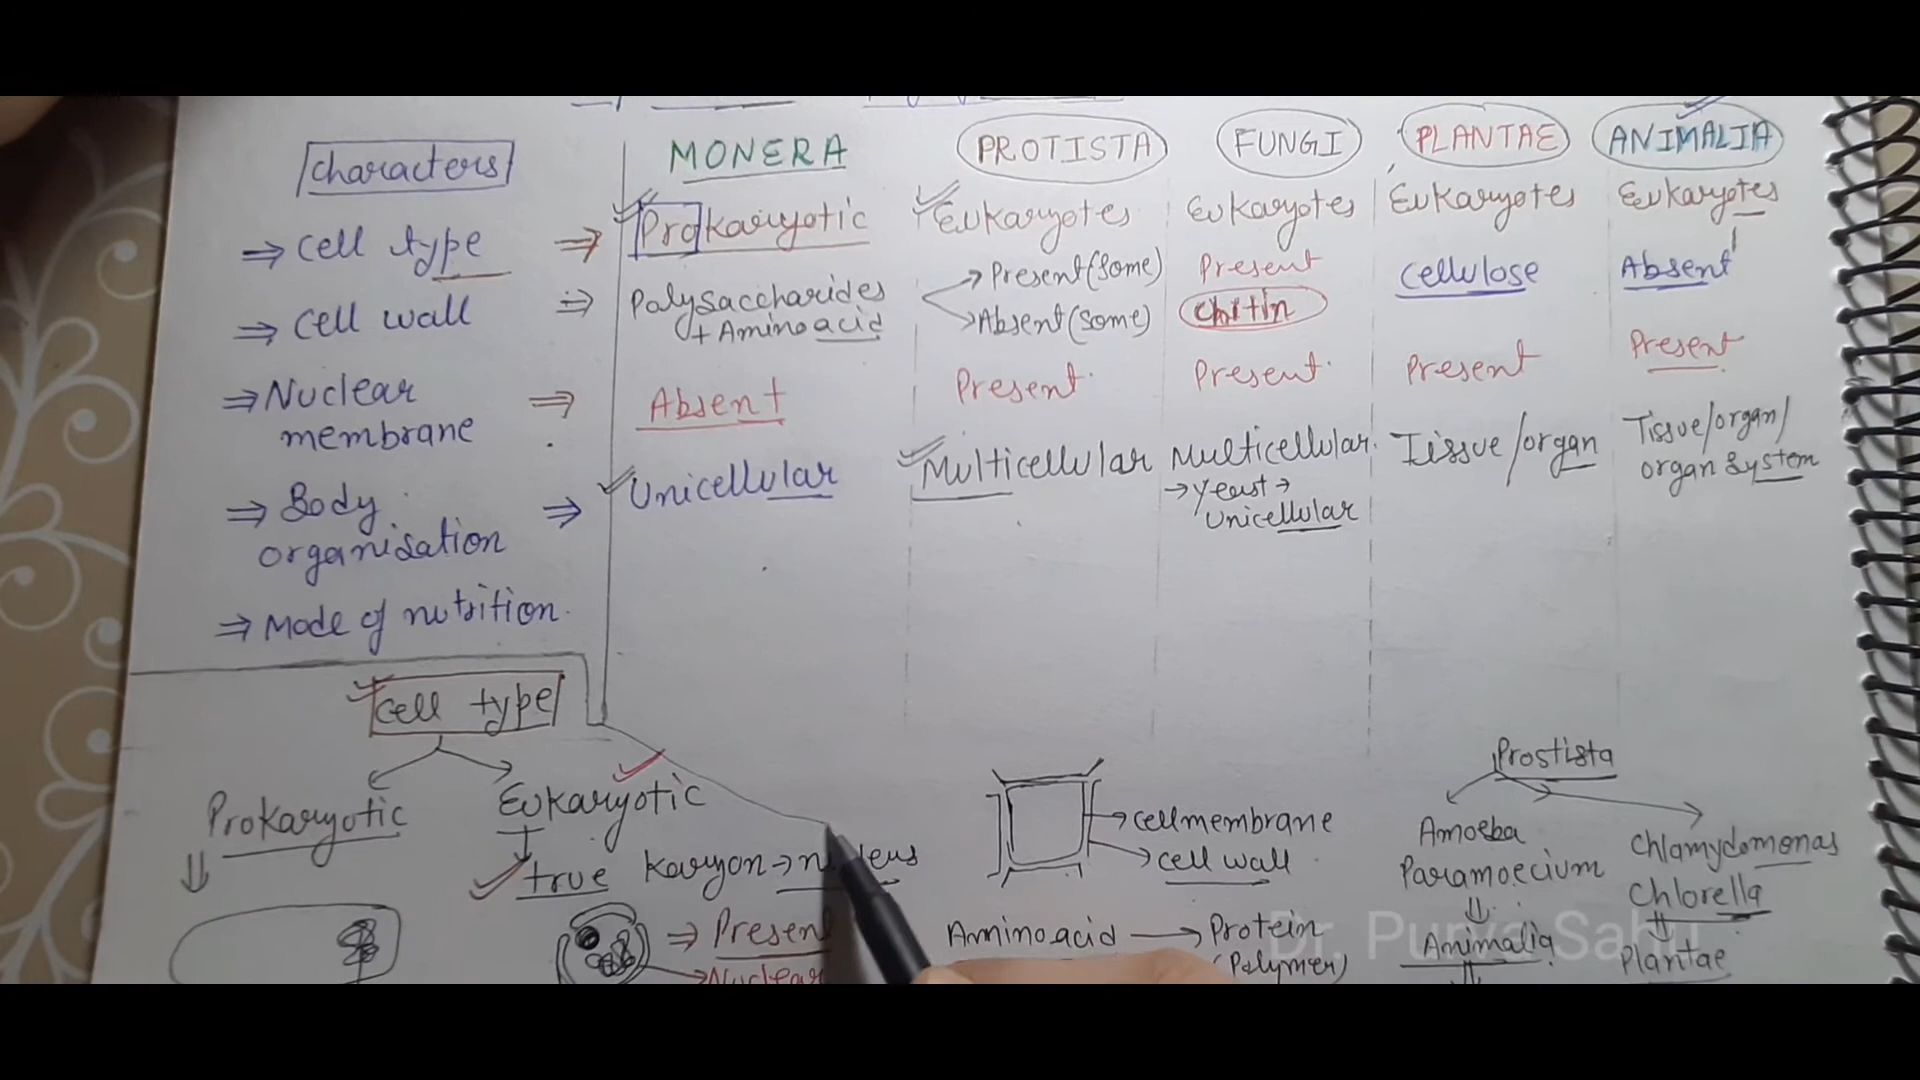 characters
MONERA
PROTISTA
FUNGI
PLANTAE
ANIMALIA
⇒ cell type ⇒
Prokaryotic
Eukaryotes
Eukaryotes
Eukaryotes
Eukaryotes
⇒ cell wall ⇒
Polysaccharides
+ Amino acid
→ Present (some)
→ Absent (some)
Present
Chitin
cellulose
Absent
⇒ Nuclear
membrane ⇒
Absent
Present
Present
Present
Present
⇒ Body
organisation ⇒
Unicellular
Multicellular
Multicellular
→ Yeast →
Unicellular
Tissue/organ
Tissue/organ/
organ system
⇒ Mode of nutrition
cell type
Prokaryotic
Eukaryotic
true Karyon →
⇒ Present
→ Nuclear
→ cellmembrane
→ cell wall
Amino acid → Protein
(Polymer)
Prostista
Amoeba
Paramoecium
Animalia
Chlamydomonas
Chlorella
Plantae
Dr. Purva Sahu